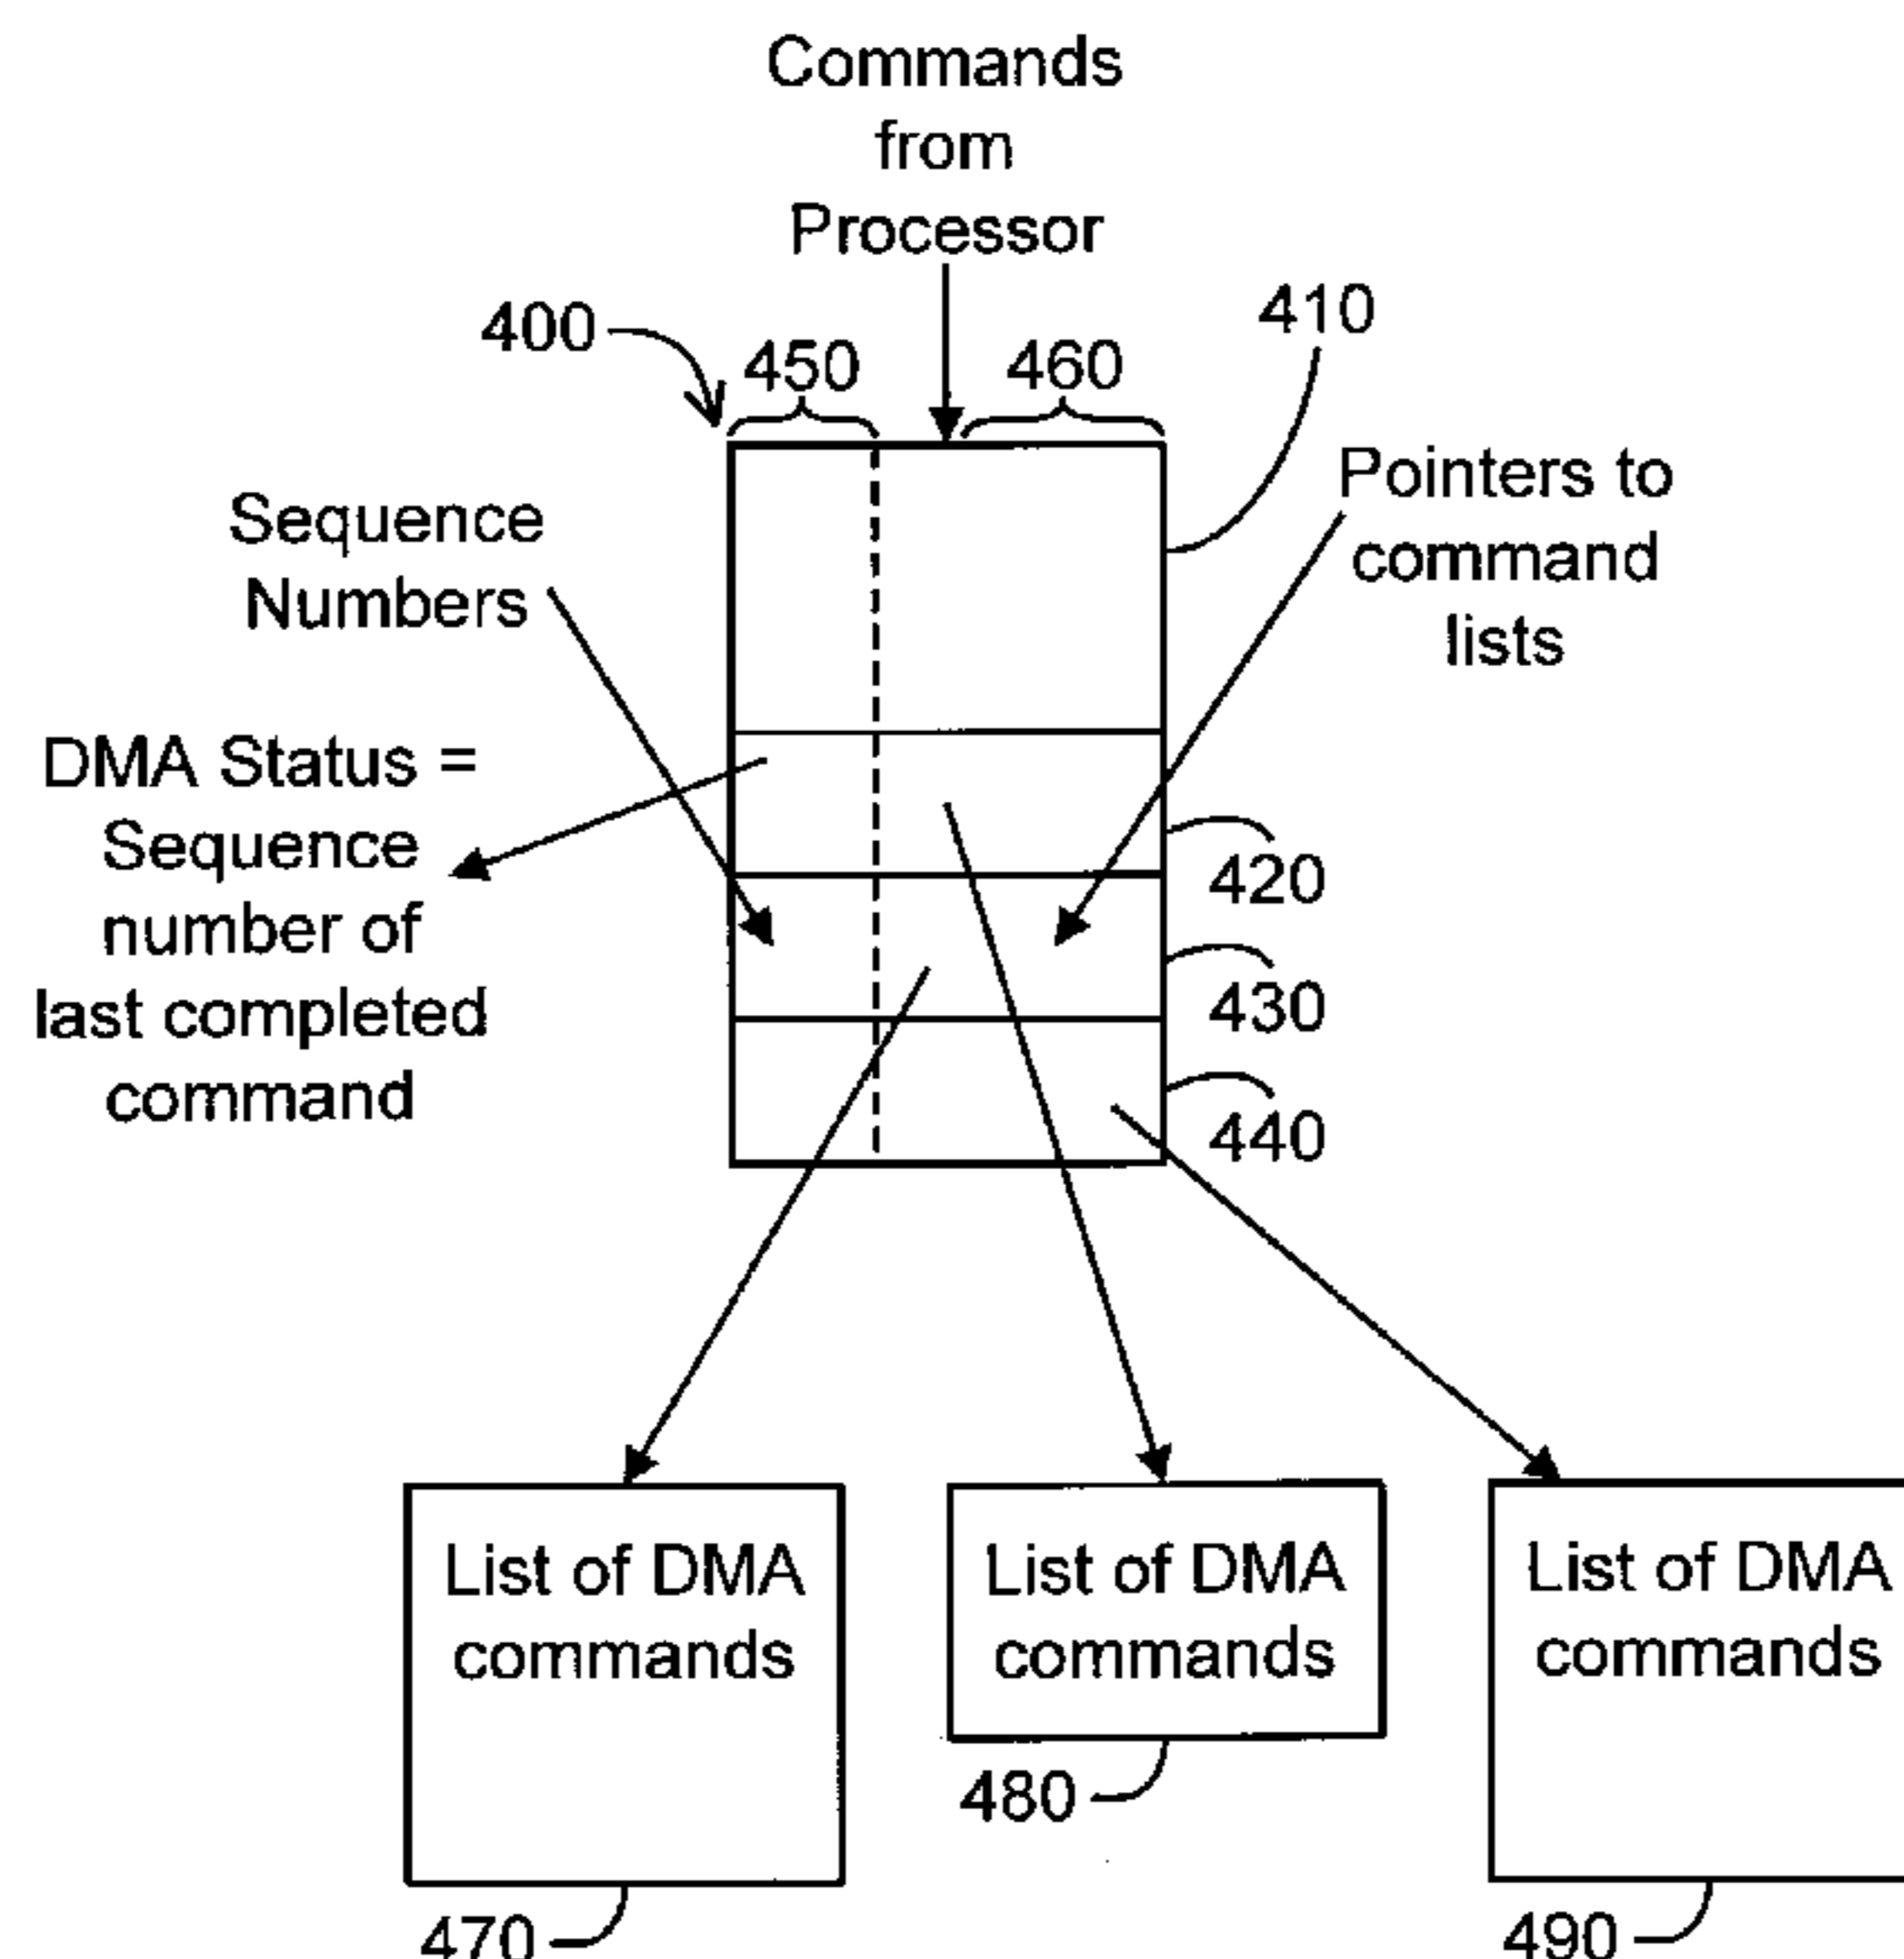 Commands
from
Processor
400
450
460
410
Sequence
Numbers
Pointers to
command
lists
DMA Status =
Sequence
number of
last completed
command
420
430
440
List of DMA
commands
List of DMA
commands
List of DMA
commands
470
480
490